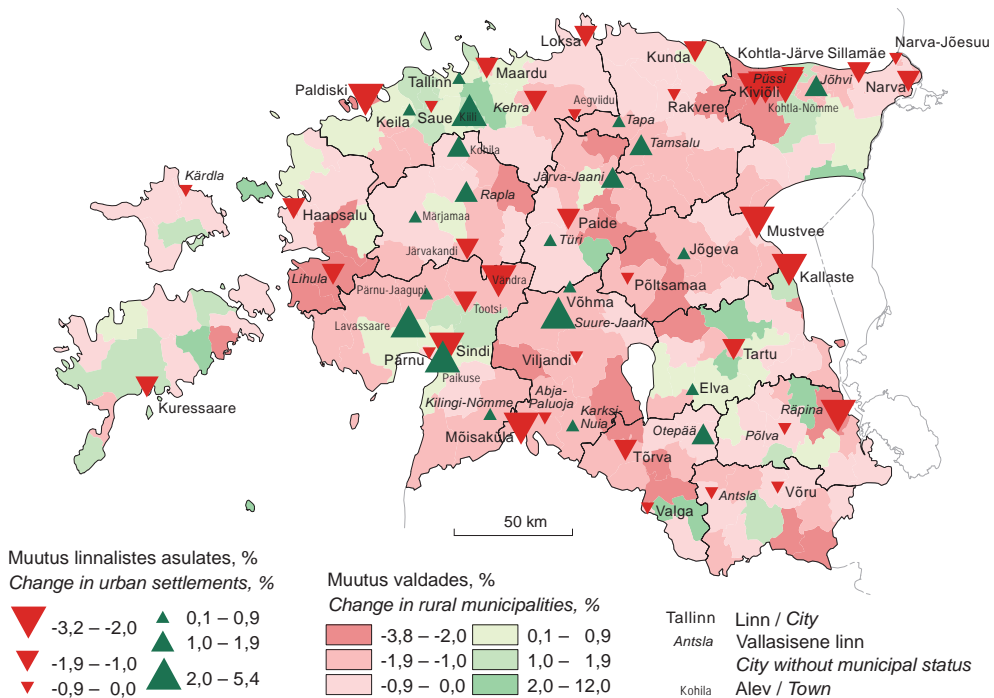 Loksa
Kunda
Kohtla-Järve Sillamäe
Narva-Jõesuu
Tallinn
Maardu
Püssi
Jõhvi
Paldiski
Kehra
Aegviidu
Rakvere
Kiviõli
Narva
Keila
Saue
Kiili
Kohtla-Nõmme
Tapa
Kohila
Tamsalu
Kärdla
Järva-Jaani
Rapla
Haapsalu
Märjamaa
Paide
Mustvee
Türi
Järvakandi
Jõgeva
Lihula
Pärnu-Jaagupi
Vändra
Põltsamaa
Kallaste
Tootsi
Võhma
Lavassaare
Suure-Jaani
Pärnu
Sindi
Viljandi
Tartu
Paikuse
Kuressaare
Elva
Kilingi-Nõmme
Abja-
Paluoja
Karksi-
Nuia
Räpina
Mõisaküla
Otepää
Põlva
Tõrva
Antsla
Võru
Valga
50 km
Muutus linnalistes asulates, %
Change in urban settlements, %
-3,2 – -2,0
-1,9 – -1,0
-0,9 – 0,0
0,1 – 0,9
1,0 – 1,9
2,0 – 5,4
Muutus valdades, %
Change in rural municipalities, %
-3,8 – -2,0
-1,9 – -1,0
-0,9 – 0,0
0,1 – 0,9
1,0 – 1,9
2,0 – 12,0
Tallinn Linn / City
Antsla Vallasisene linn
City without municipal status
Kohila Alev / Town